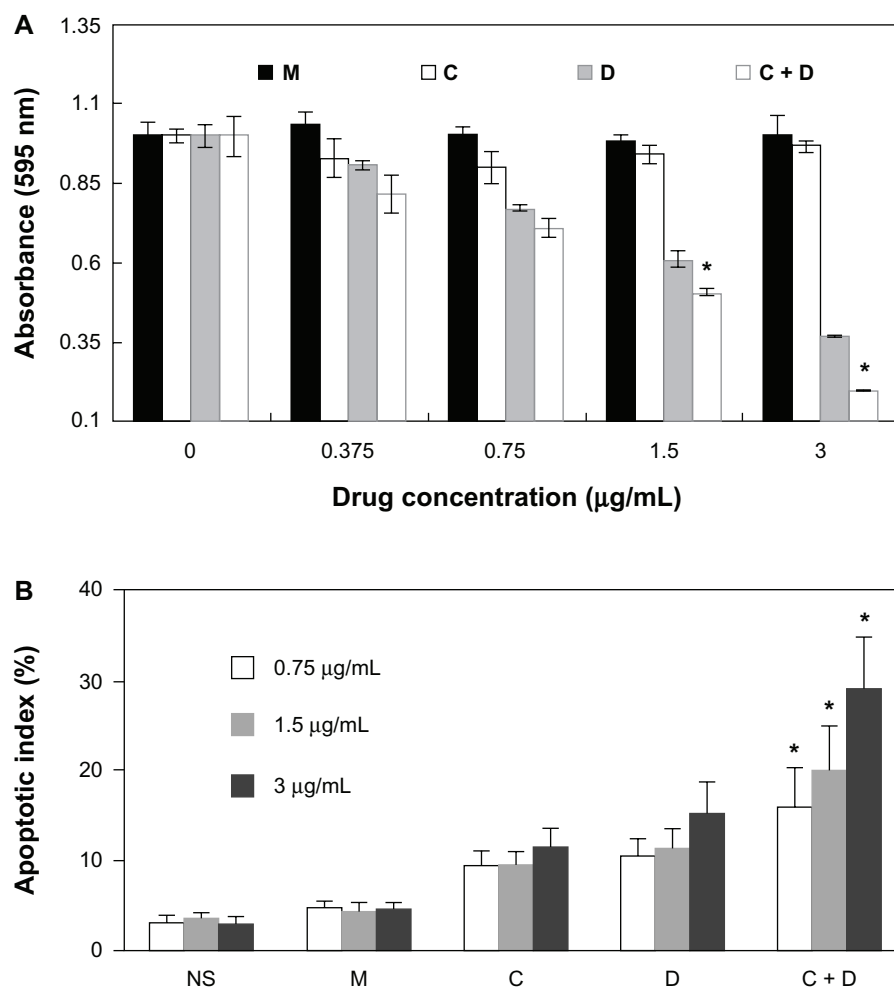 A
1.35
1.1
0.85
0.6
0.35
0.1
Absorbance (595 nm)
M C D C + D
*
*
0 0.375 0.75 1.5 3
Drug concentration (µg/mL)
B
40
30
20
10
0
Apoptotic index (%)
0.75 µg/mL
1.5 µg/mL
3 µg/mL
*
*
*
NS M C D C + D